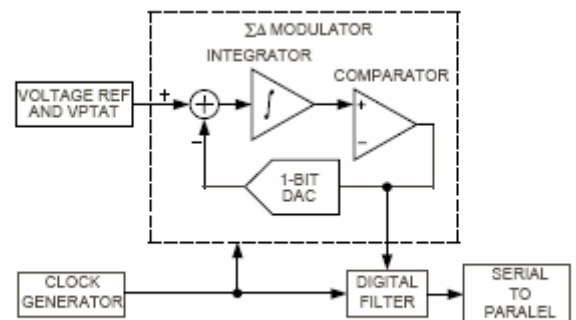 ΣΔ MODULATOR
INTEGRATOR
COMPARATOR
VOLTAGE REF
AND VPTAT
+
+
∫
+
−
−
1-BIT
DAC
CLOCK
GENERATOR
DIGITAL
FILTER
SERIAL
TO
PARALEL